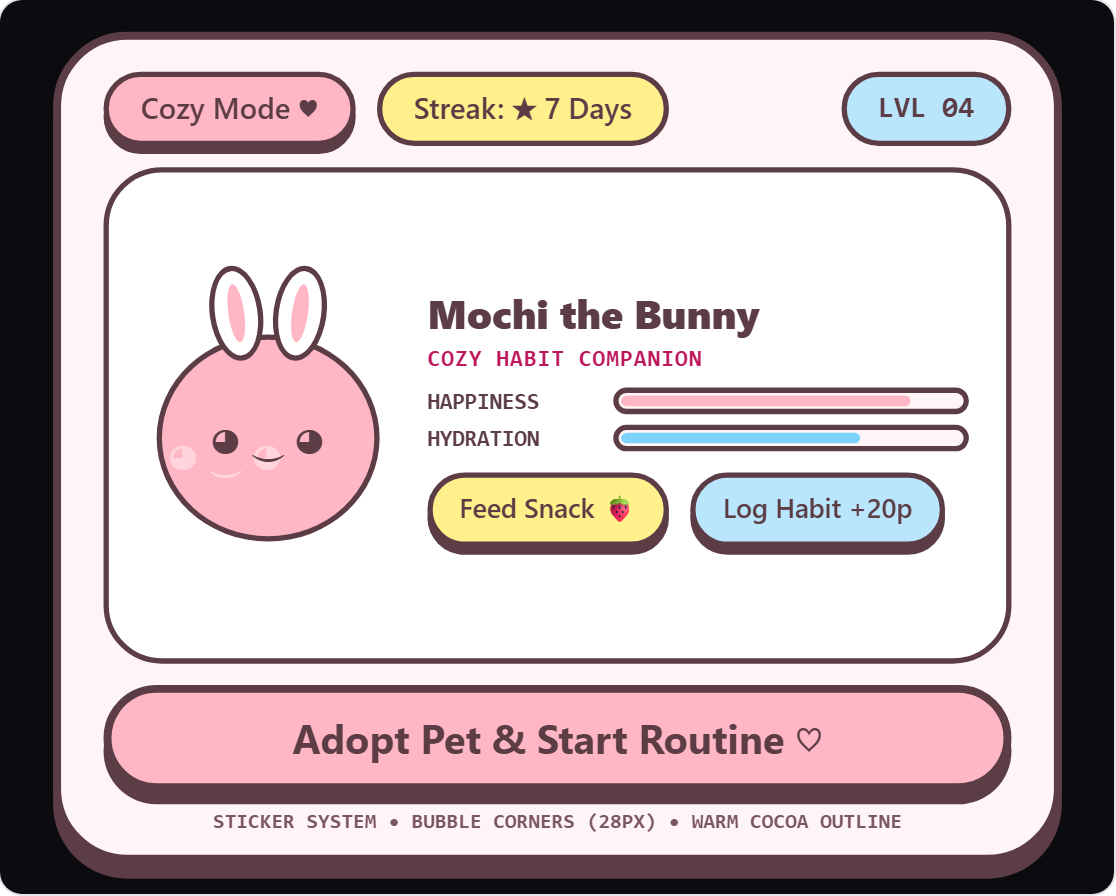 Cozy Mode ♥
Streak: ★ 7 Days
LVL 04
Mochi the Bunny
COZY HABIT COMPANION
HAPPINESS
HYDRATION
Feed Snack 🍓
Log Habit +20p
Adopt Pet & Start Routine ♡
STICKER SYSTEM • BUBBLE CORNERS (28PX) • WARM COCOA OUTLINE